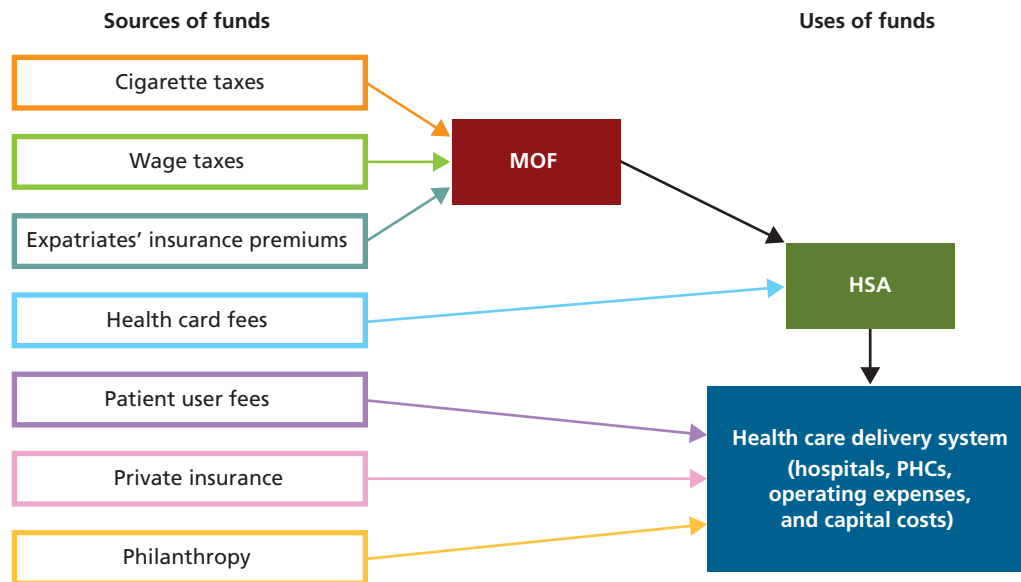 Sources of funds
Uses of funds
Cigarette taxes
Wage taxes
Expatriates’ insurance premiums
Health card fees
Patient user fees
Private insurance
Philanthropy
MOF
HSA
Health care delivery system
(hospitals, PHCs,
operating expenses,
and capital costs)